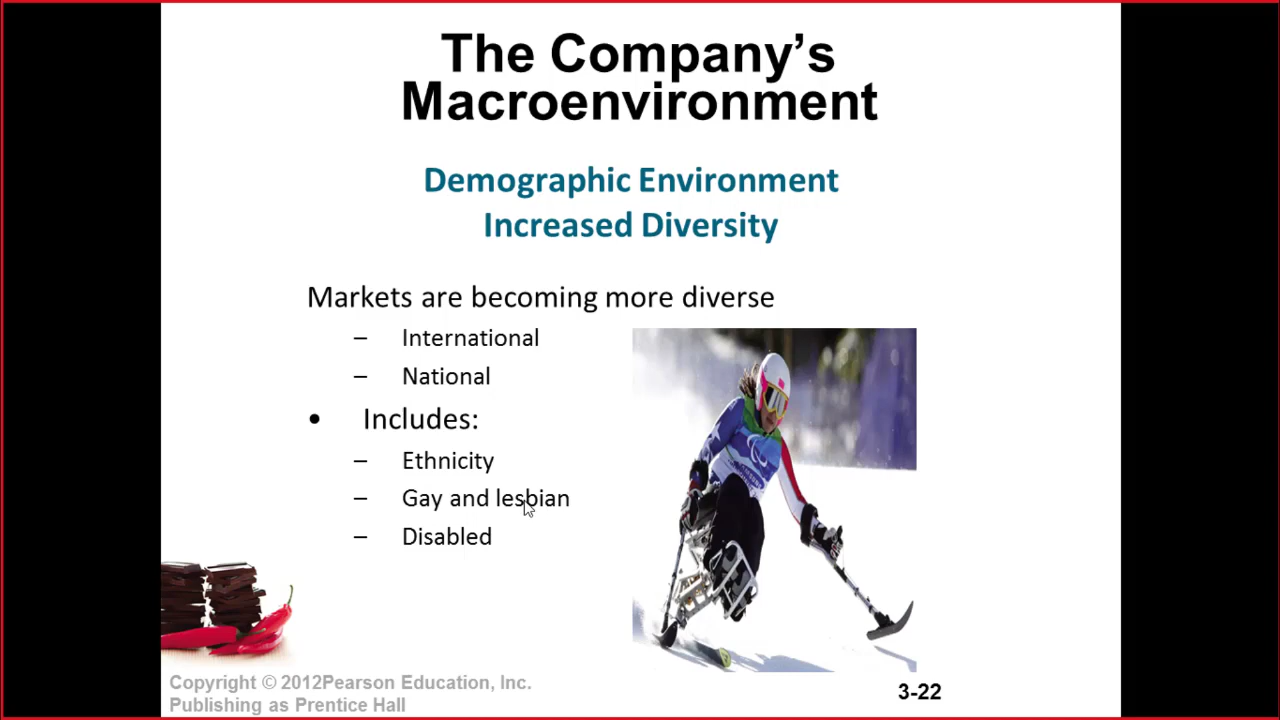 The Company’s
Macroenvironment
Demographic Environment
Increased Diversity
Markets are becoming more diverse
– International
– National
• Includes:
– Ethnicity
– Gay and lesbian
– Disabled
Copyright © 2012Pearson Education, Inc.
Publishing as Prentice Hall
3-22